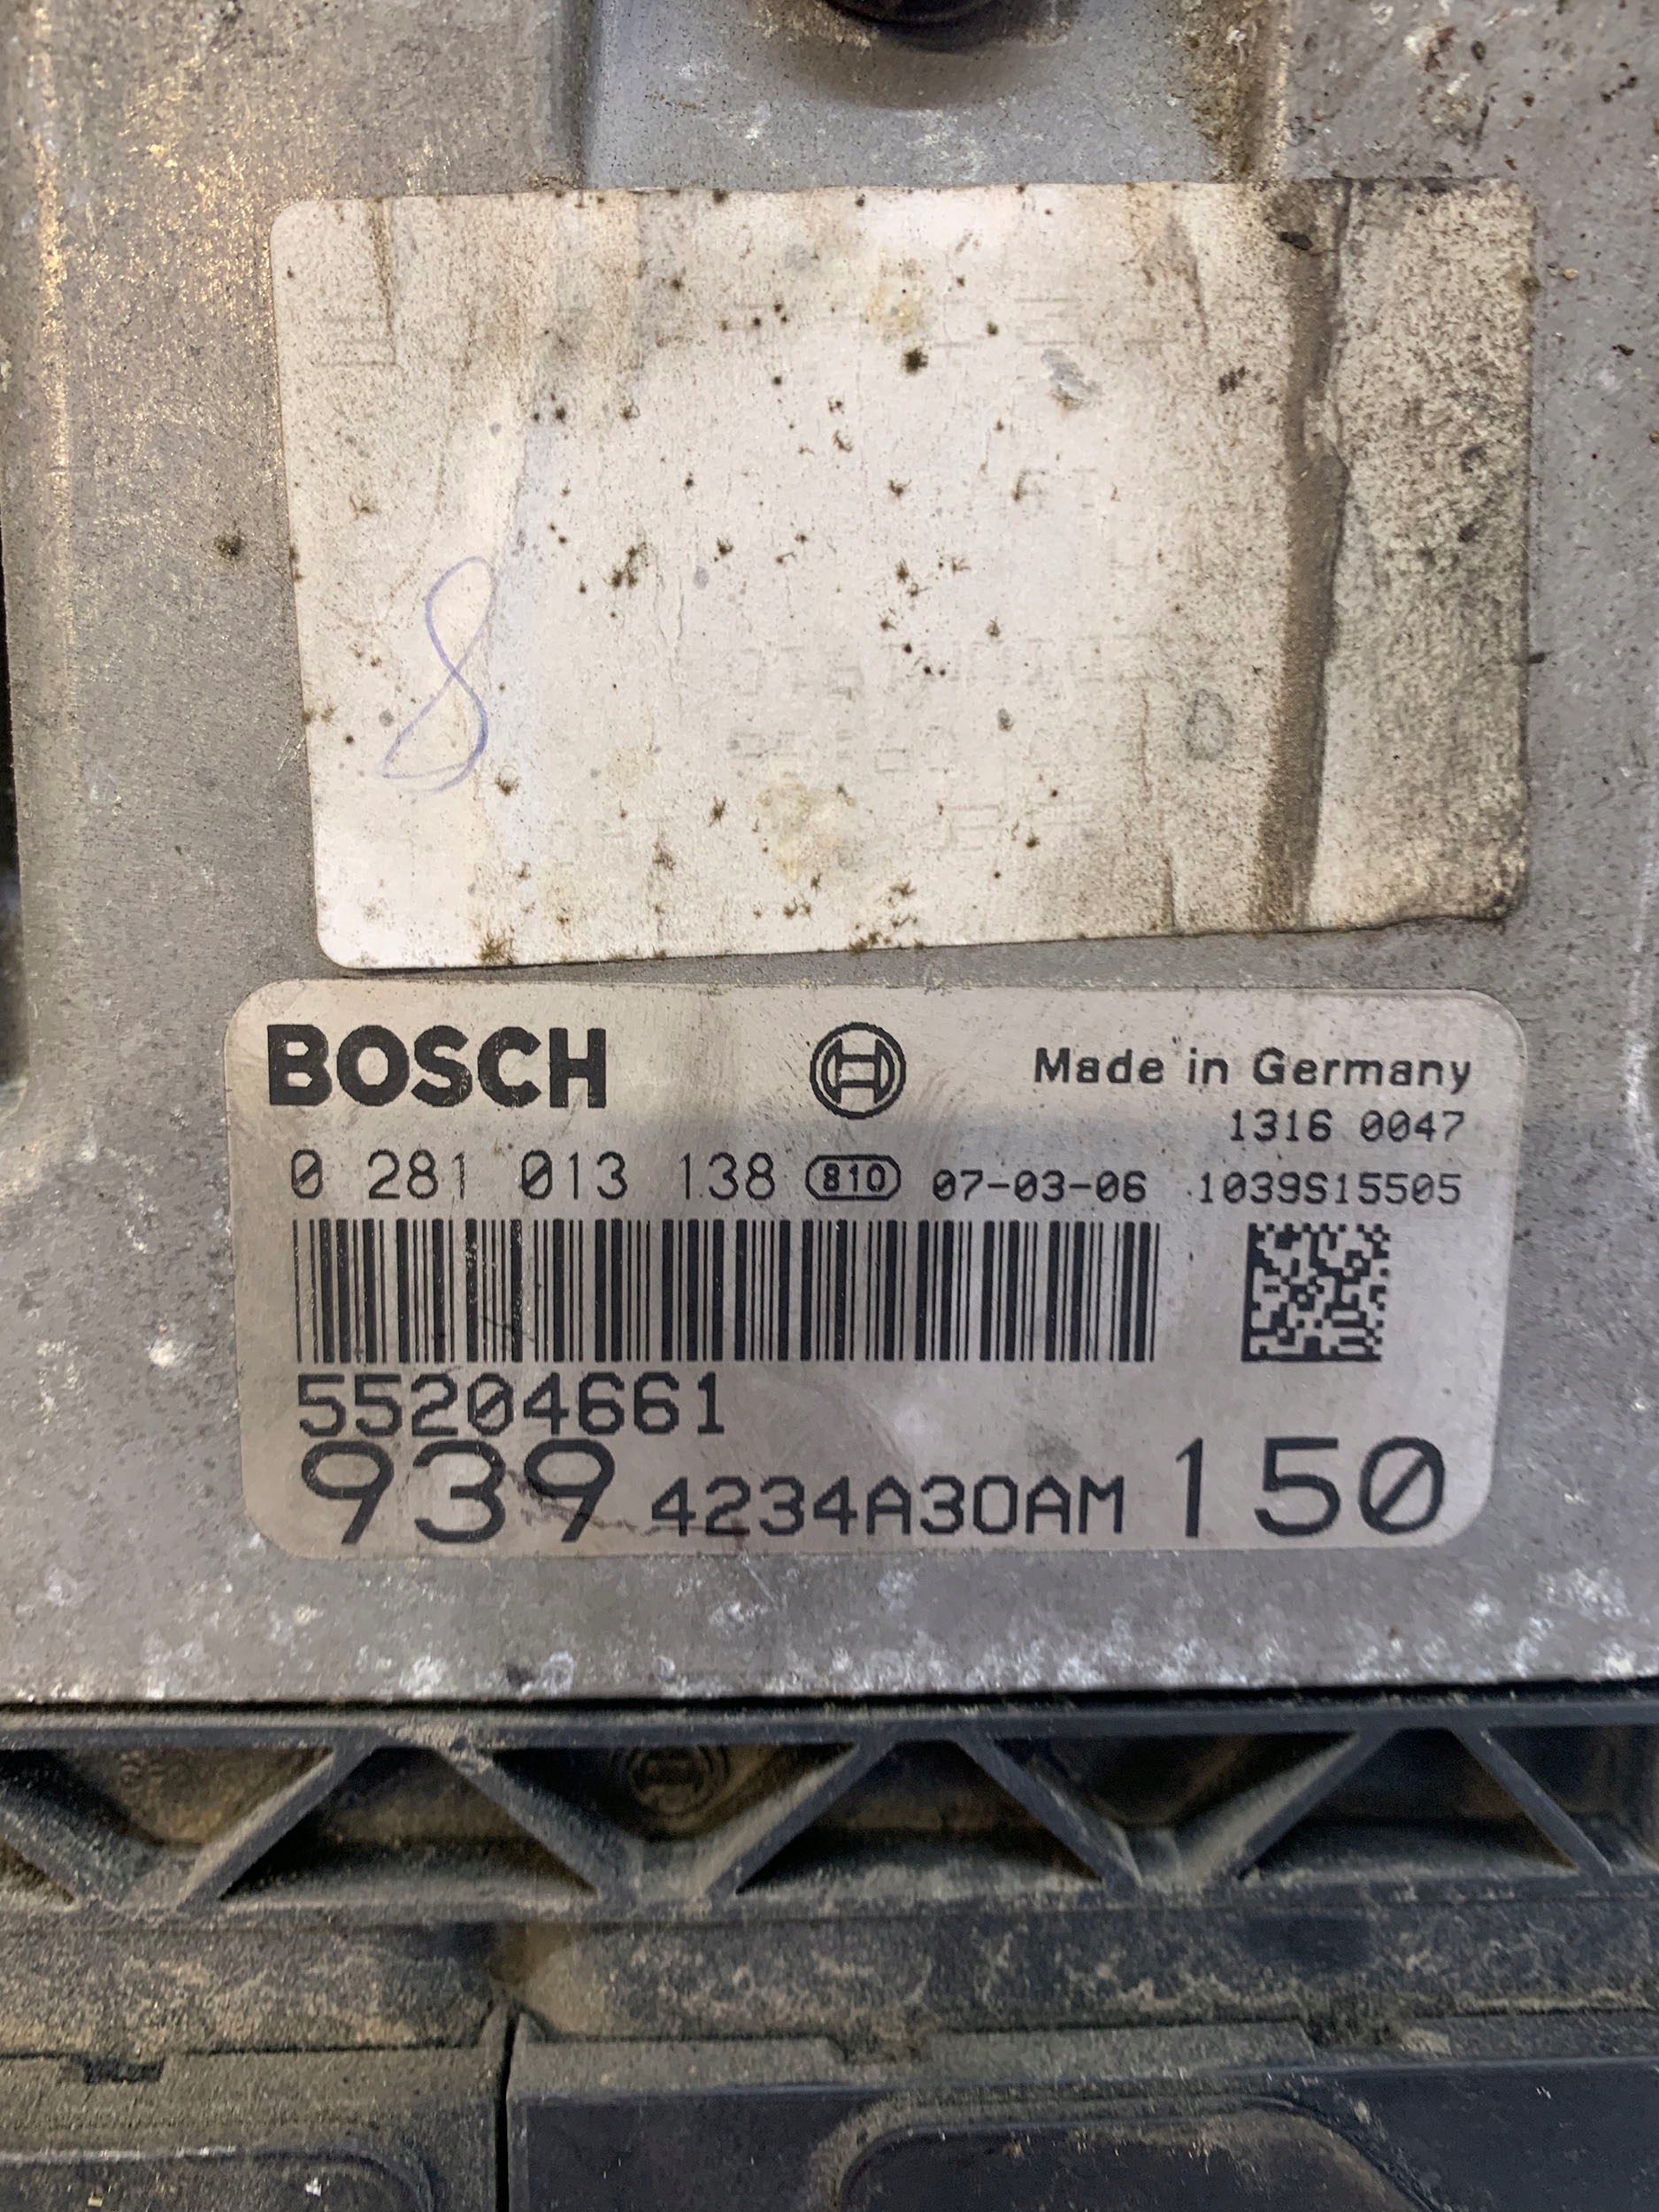 8
BOSCH
Made in Germany
1316 0047
0 281 013 138 810 07-03-06 1039S15505
55204661
939 4234A30AM 150